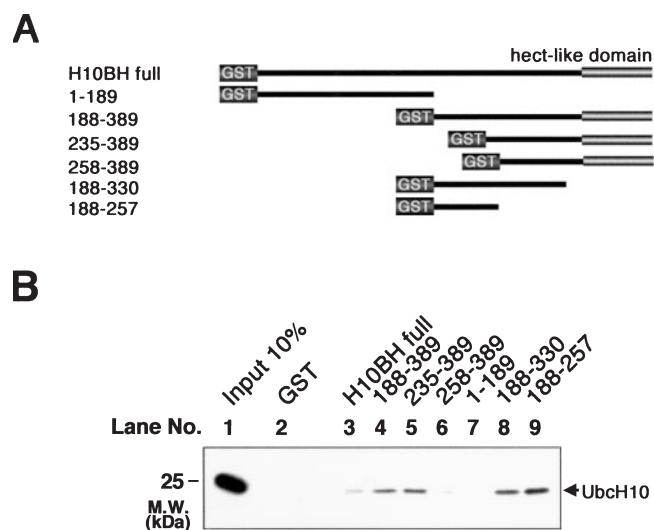 A
hect-like domain
H10BH full GST
1-189 GST
188-389 GST
235-389 GST
258-389 GST
188-330 GST
188-257 GST
B
Input 10% GST H10BH full 188-389 235-389 258-389 1-189 188-330 188-257
Lane No. 1 2 3 4 5 6 7 8 9
25
UbcH10
M.W.
(kDa)